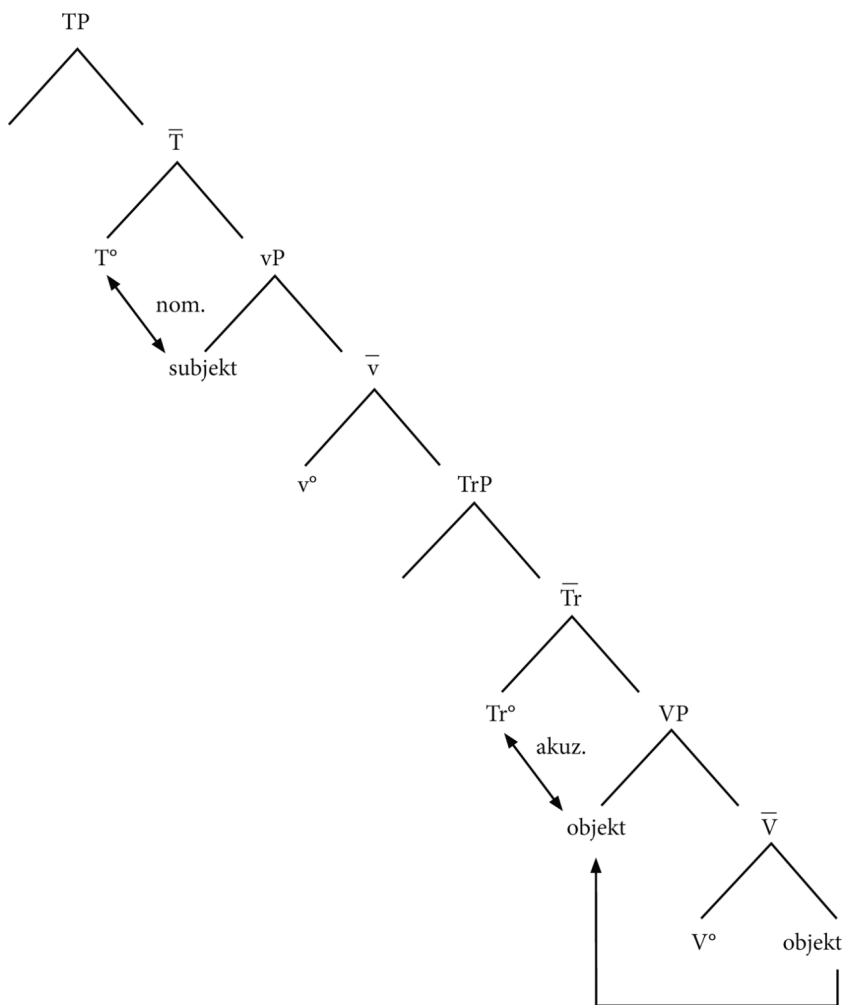 TP
T̅
T° vP
nom.
subjekt v̅
v° TrP
T̅r̅
Tr° VP
akuz.
objekt V̅
V° objekt